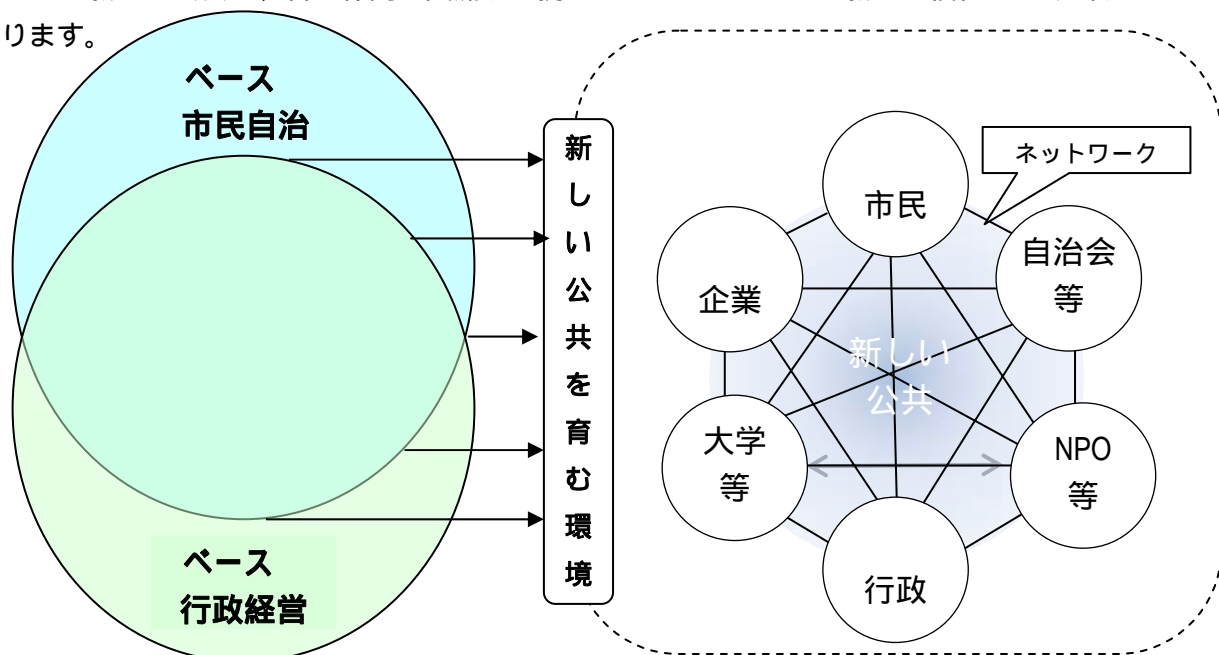 ります。
ベース
市民自治
新しい公共を育む環境
ネットワーク
市民
自治会
等
企業
新しい
公共
大学
等
NPO
等
行政
ベース
行政経営